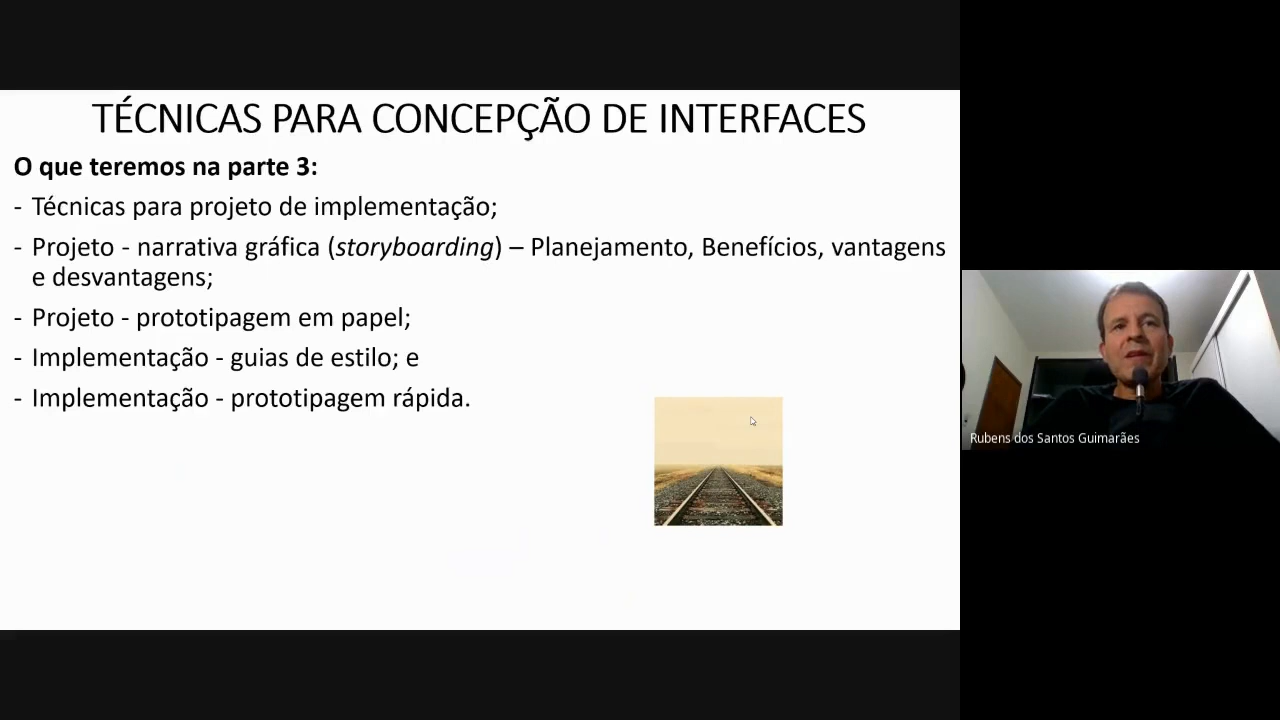 TÉCNICAS PARA CONCEPÇÃO DE INTERFACES
O que teremos na parte 3:
- Técnicas para projeto de implementação;
- Projeto - narrativa gráfica (storyboarding) – Planejamento, Benefícios, vantagens
e desvantagens;
- Projeto - prototipagem em papel;
- Implementação - guias de estilo; e
- Implementação - prototipagem rápida.
Rubens dos Santos Guimarães